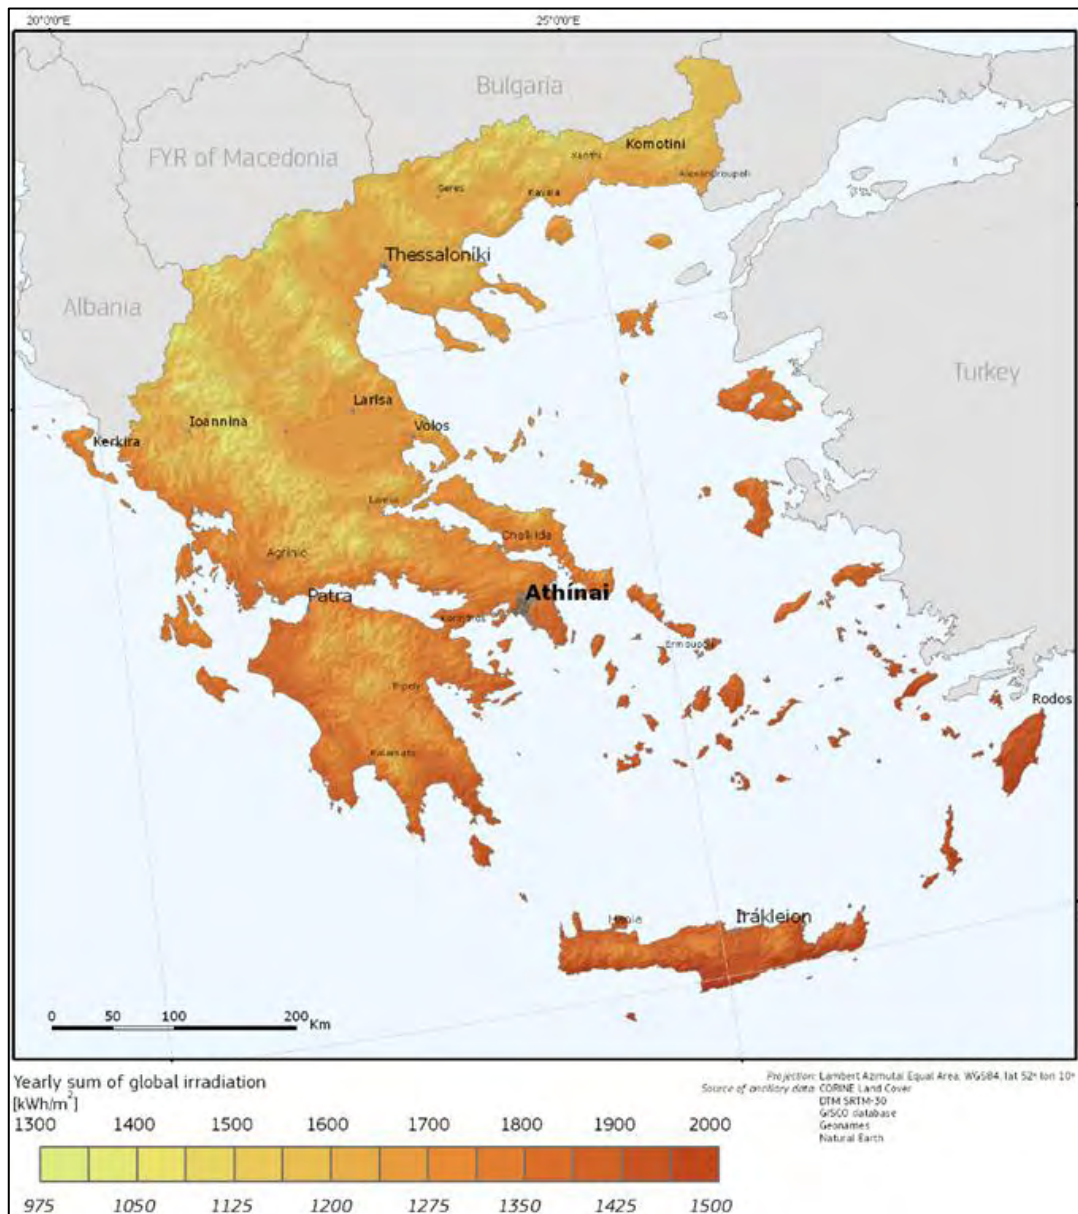 20°0'0"E 25°0'0"E
Bulgaria
FYR of Macedonia
Komotini
Xanthi
Alexandroupoli
Seres
Kavala
Thessaloníki
Albania
Turkey
Larisa
Ioannina
Volos
Kerkira
Lamia
Chalkida
Agrinio
Athínai
Patra
Korinthos
Ermoupoli
Tripoli
Rodos
Kalamata
Irákleion
0 50 100 200
Km
Yearly sum of global irradiation
[kWh/m²]
1300 1400 1500 1600 1700 1800 1900 2000
975 1050 1125 1200 1275 1350 1425 1500
Projection: Lambert Azimutal Equal Area, WGS84, lat 52° lon 10°
Source of ancillary data: CORINE Land Cover
DTM SRTM-30
GISCO database
Geonames
Natural Earth